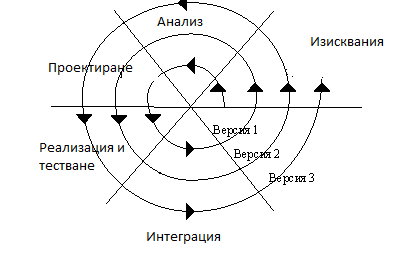 Анализ
Изисквания
Проектиране
Версия 1
Реализация и
тестване
Версия 2
Версия 3
Интеграция